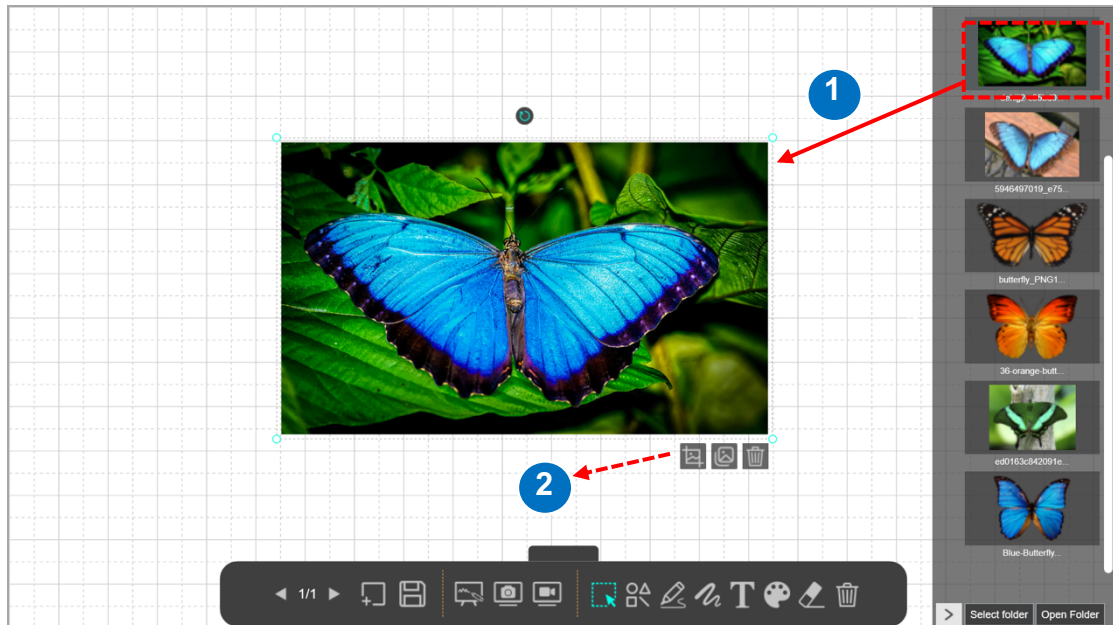 1
5946497019_e75...
butterfly_PNG1...
36-orange-butt...
ed0163c842091e...
2
Blue-Butterfly...
1/1
T
Select folder Open Folder